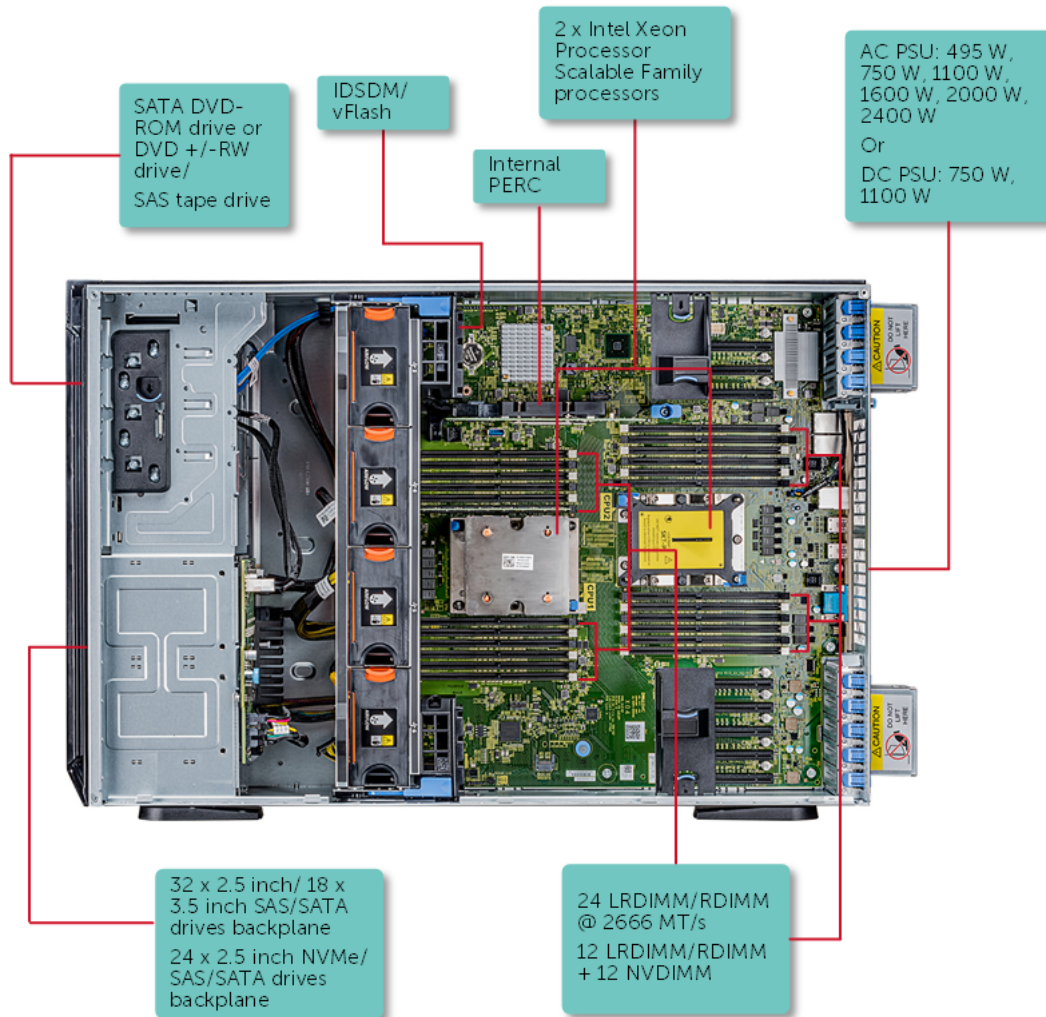 2 x Intel Xeon
Processor
Scalable Family
processors
AC PSU: 495 W,
750 W, 1100 W,
1600 W, 2000 W,
2400 W
Or
DC PSU: 750 W,
1100 W
IDSDM/
vFlash
SATA DVD-
ROM drive or
DVD +/-RW
drive/
SAS tape drive
Internal
PERC
CAUTION
DO NOT
LIFT
HERE
CPU2
CPU1
CAUTION
DO NOT
LIFT
HERE
32 x 2.5 inch/ 18 x
3.5 inch SAS/SATA
drives backplane
24 x 2.5 inch NVMe/
SAS/SATA drives
backplane
24 LRDIMM/RDIMM
@ 2666 MT/s
12 LRDIMM/RDIMM
+ 12 NVDIMM